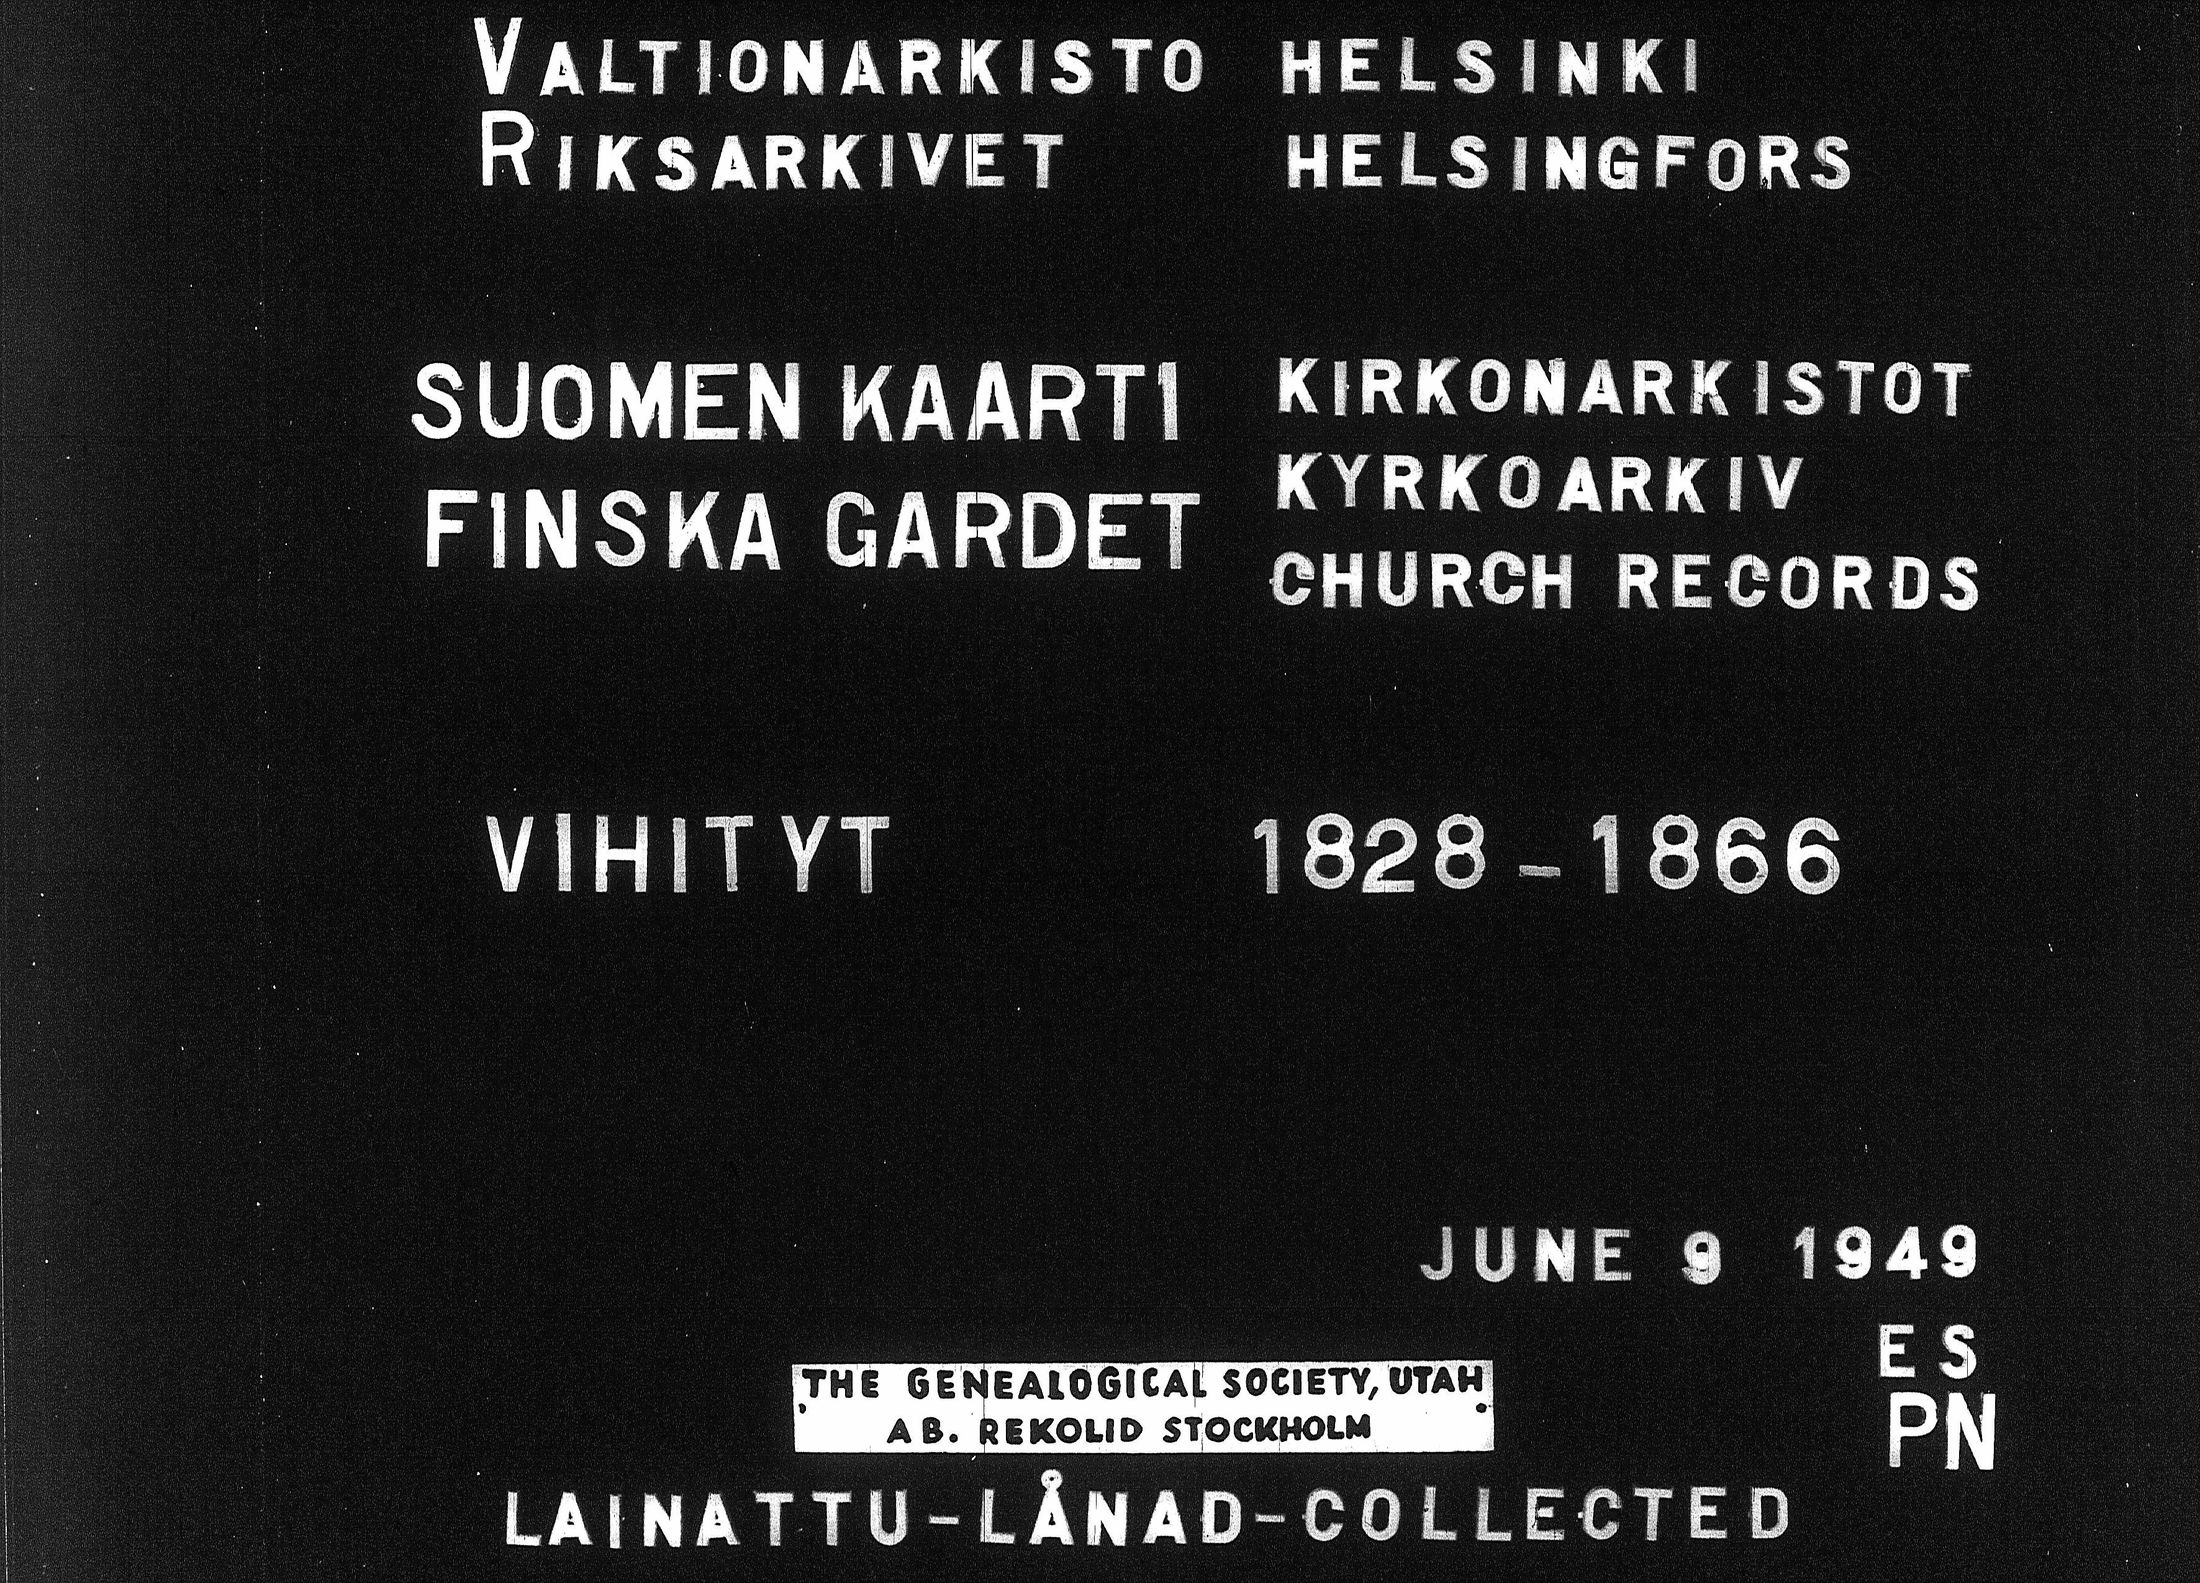 VALTIONARKISTO HELSINKI
RIKSARKIVET HELSINGFORS
SUOMEN KAARTI KIRKONARKISTOT
FINSKA GARDET KYRKOARKIV
CHURCH RECORDS
VIHITYT 1828-1866
JUNE 9 1949
ES
PN
THE GENEALOGICAL SOCIETY, UTAH
AB. REKOLID STOCKHOLM
LAINATTU-LÅNAD-COLLECTED